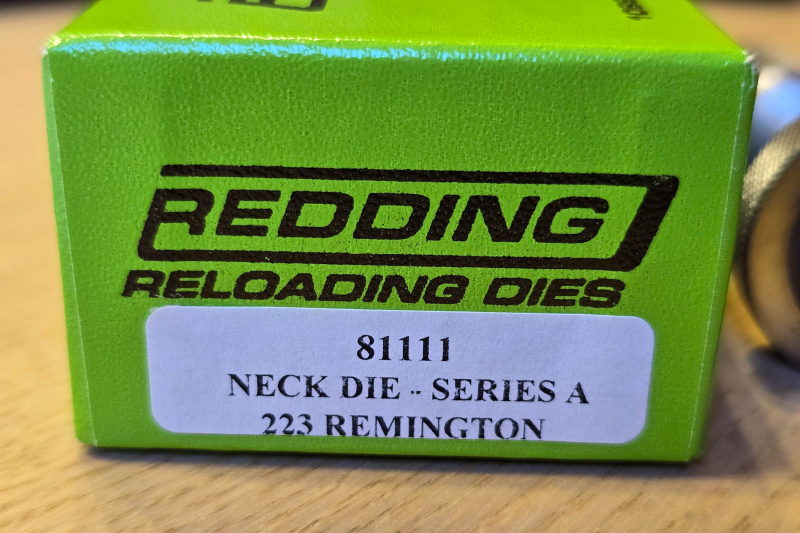 REDDING
RELOADING DIES
81111
NECK DIE - SERIES A
223 REMINGTON